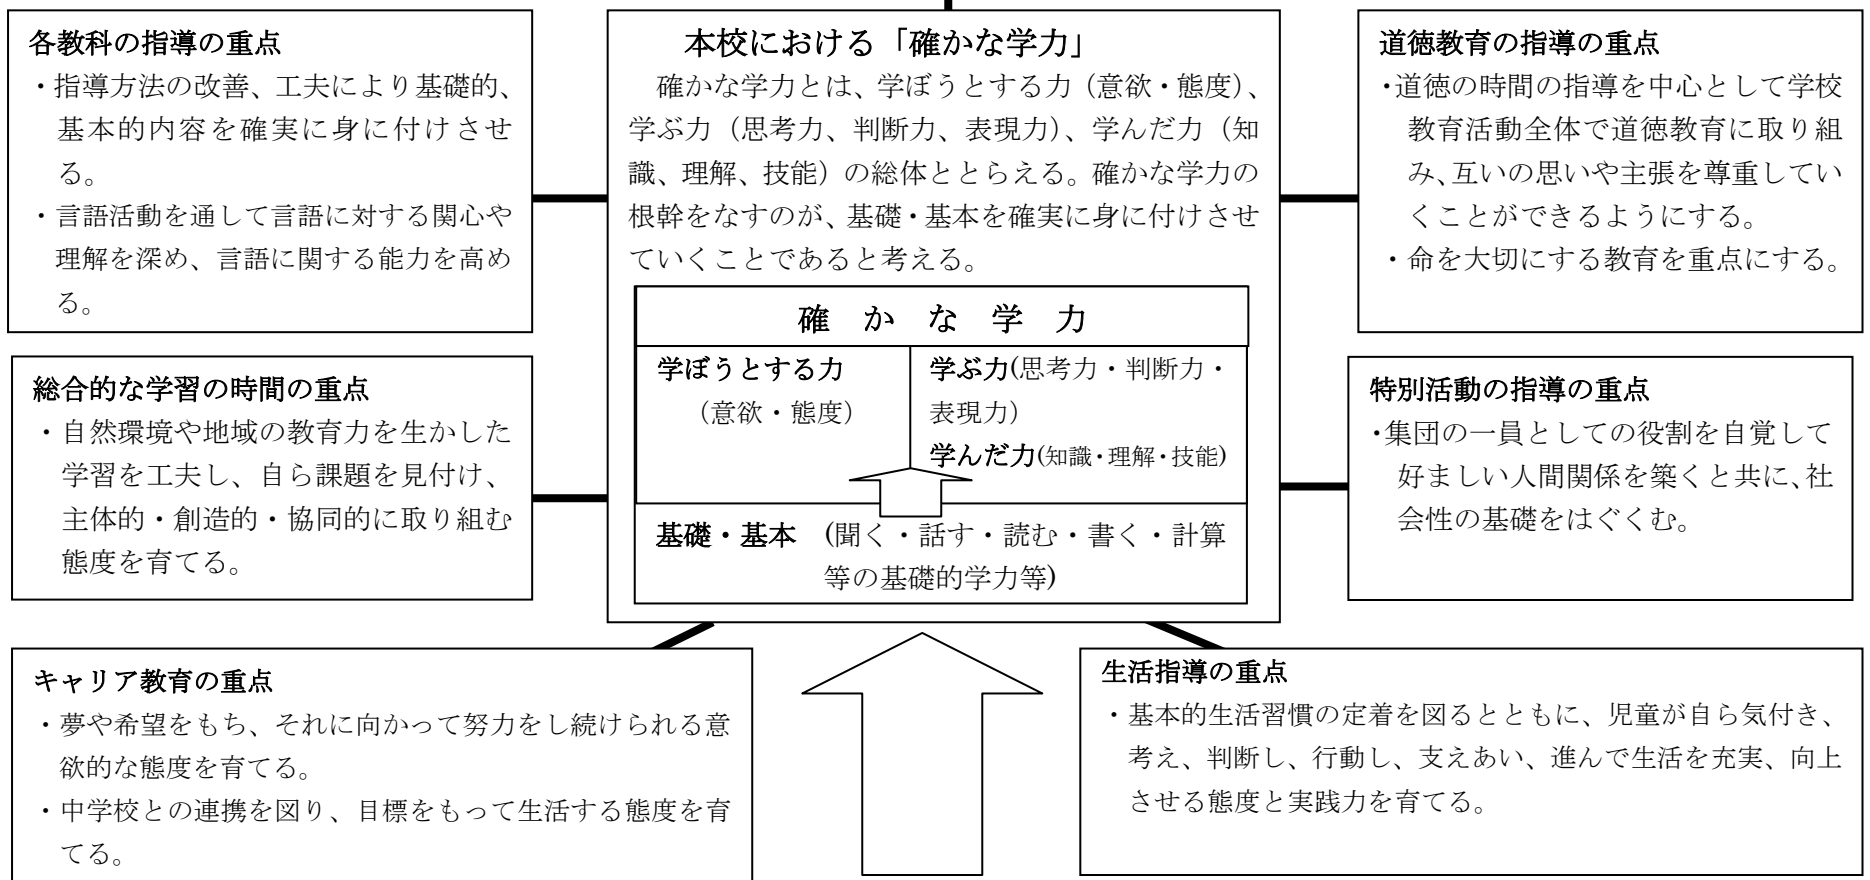 各教科の指導の重点
・指導方法の改善、工夫により基礎的、
基本的内容を確実に身に付けさせ
る。
・言語活動を通して言語に対する関心や
理解を深め、言語に関する能力を高め
る。
総合的な学習の時間の重点
・自然環境や地域の教育力を生かした
学習を工夫し、自ら課題を見付け、
主体的・創造的・協同的に取り組む
態度を育てる。
本校における「確かな学力」
確かな学力とは、学ぼうとする力（意欲・態度）、
学ぶ力（思考力、判断力、表現力）、学んだ力（知
識、理解、技能）の総体ととらえる。確かな学力の
根幹をなすのが、基礎・基本を確実に身に付けさせ
ていくことであると考える。
確かな学力
学ぼうとする力
（意欲・態度）
学ぶ力(思考力・判断力・
表現力）
学んだ力(知識・理解・技能)
基礎・基本 (聞く・話す・読む・書く・計算
等の基礎的学力等)
道徳教育の指導の重点
・道徳の時間の指導を中心として学校
教育活動全体で道徳教育に取り組
み、互いの思いや主張を尊重してい
くことができるようにする。
・命を大切にする教育を重点にする。
特別活動の指導の重点
・集団の一員としての役割を自覚して
好ましい人間関係を築くと共に、社
会性の基礎をはぐくむ。
キャリア教育の重点
・夢や希望をもち、それに向かって努力をし続けられる意
欲的な態度を育てる。
・中学校との連携を図り、目標をもって生活する態度を育
てる。
生活指導の重点
・基本的生活習慣の定着を図るとともに、児童が自ら気付き、
考え、判断し、行動し、支えあい、進んで生活を充実、向上
させる態度と実践力を育てる。